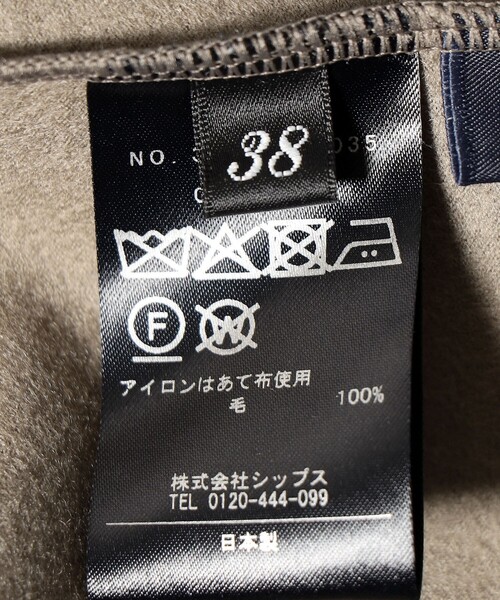 38
NO.
035
F
W
アイロンはあて布使用
毛 100%
株式会社シップス
TEL 0120-444-099
日本製